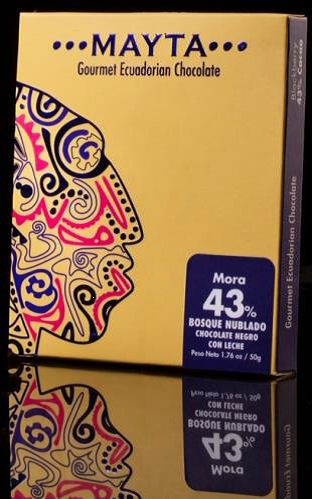 •••MAYTA•••
Gourmet Ecuadorian Chocolate
Mora
43%
BOSQUE NUBLADO
CHOCOLATE NEGRO
CON LECHE
Peso Neto 1.76 oz / 50g
Blackberry
43% Cacao
Gourmet Ecuadorian Chocolate